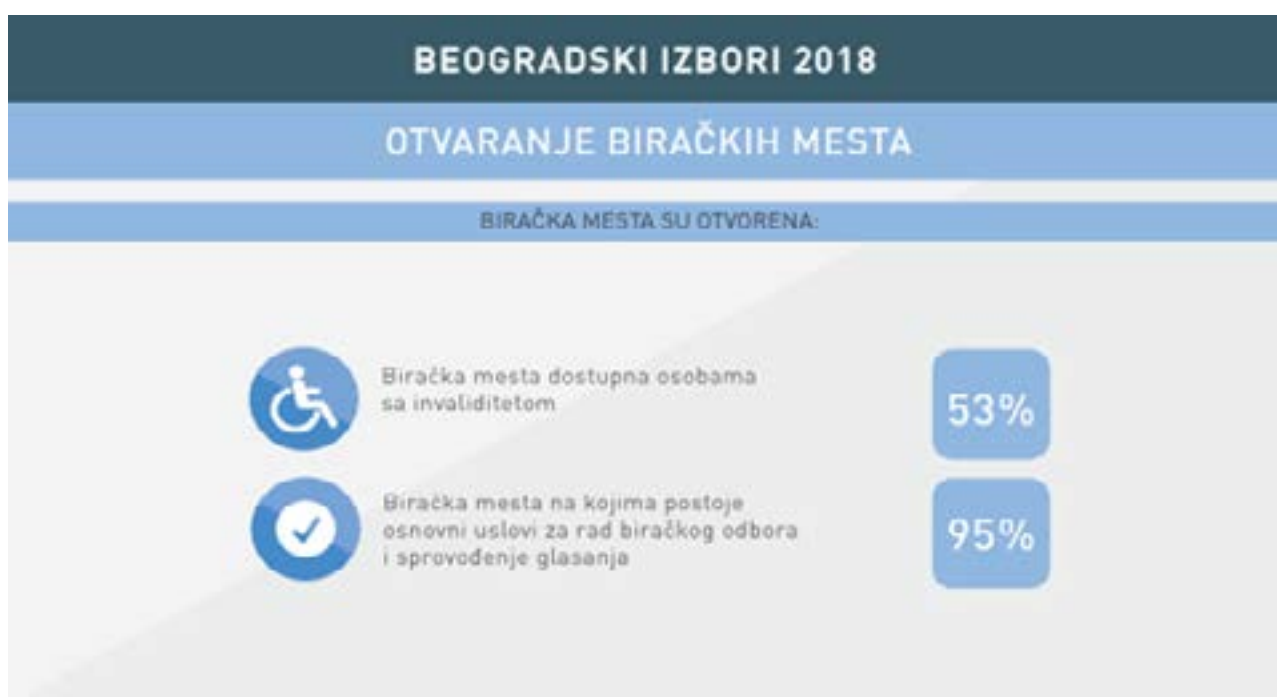 BEOGRADSKI IZBORI 2018
OTVARANJE BIRAČKIH MESTA
BIRAČKA MESTA SU OTVORENA:
Biračka mesta dostupna osobama
sa invaliditetom
53%
Biračka mesta na kojima postoje
osnovni uslovi za rad biračkog odbora
i sprovođenje glasanja
95%